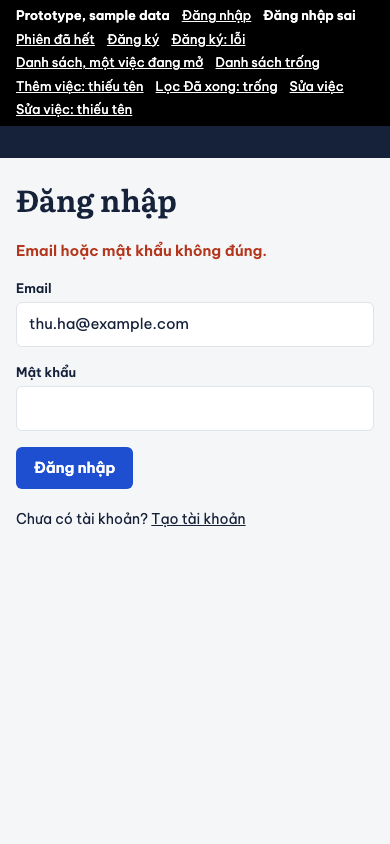 Prototype, sample data Đăng nhập Đăng nhập sai
Phiên đã hết Đăng ký Đăng ký: lỗi
Danh sách, một việc đang mở Danh sách trống
Thêm việc: thiếu tên Lọc Đã xong: trống Sửa việc
Sửa việc: thiếu tên
Đăng nhập
Email hoặc mật khẩu không đúng.
Email
thu.ha@example.com
Mật khẩu
Đăng nhập
Chưa có tài khoản? Tạo tài khoản